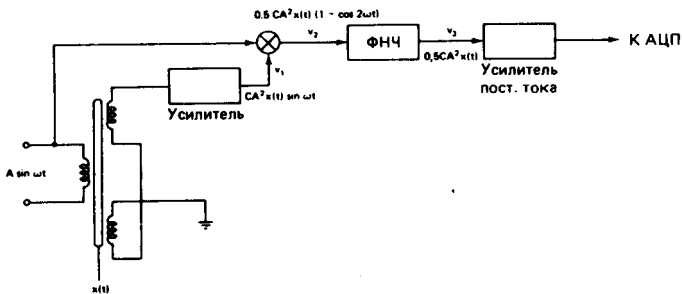 0.5 CA²x(t) (1 - cos 2ωt)
v₂
ФНЧ
v₃
0,5CA²x(t)
Усилитель
пост. тока
К АЦП
v₁
CA²x(t) sin ωt
Усилитель
A sin ωt
x(t)